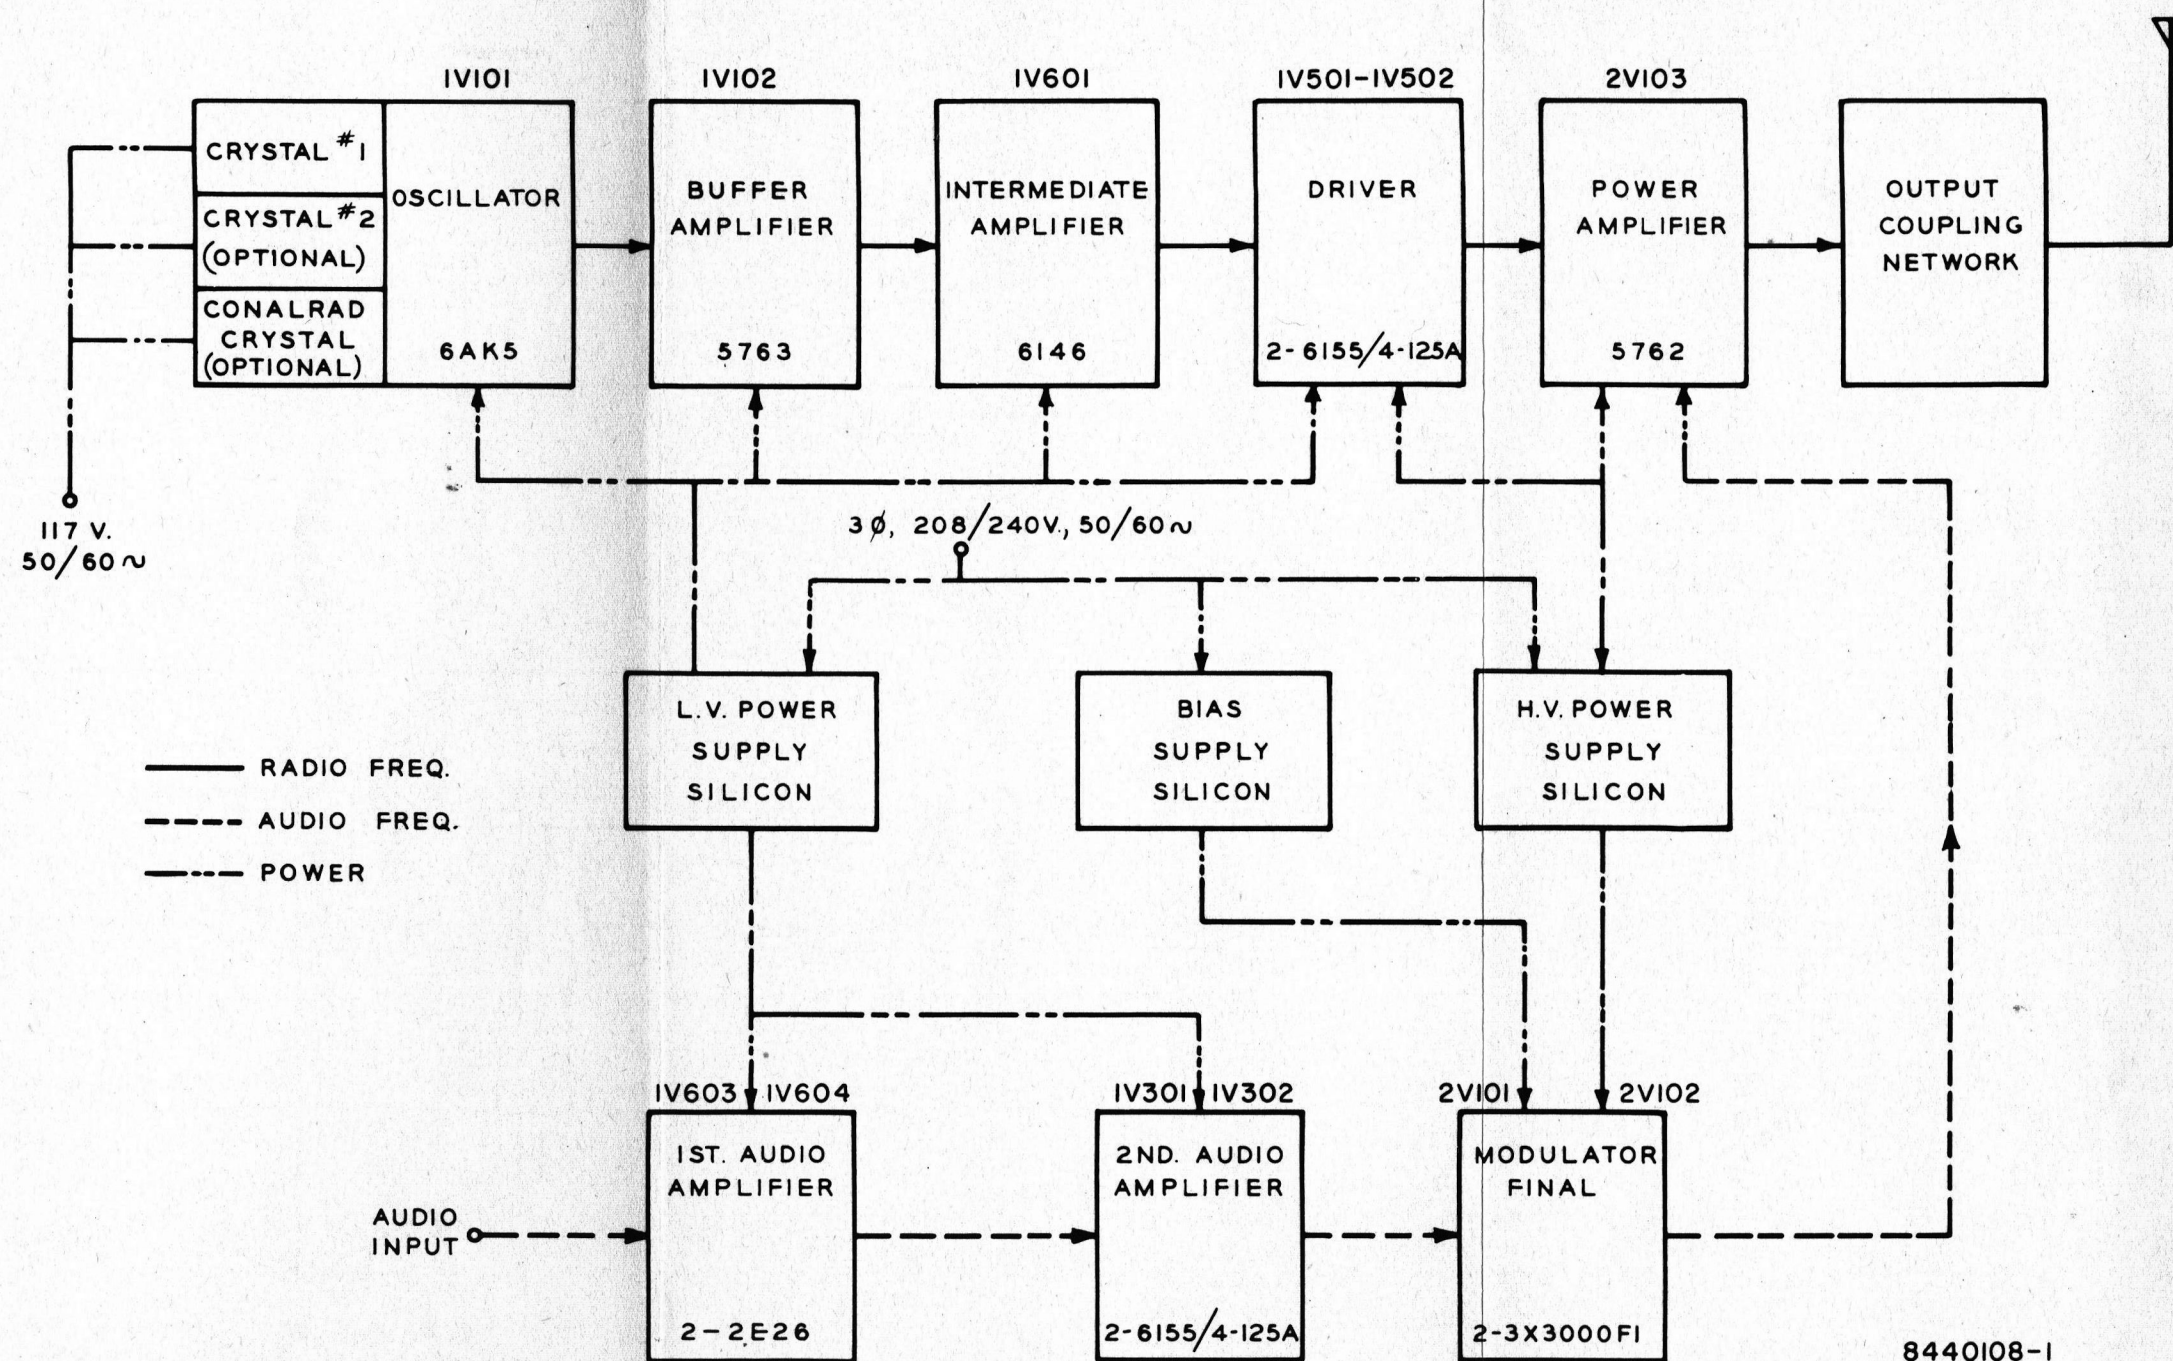 1V101
1V102
1V601
1V501-1V502
2V103
CRYSTAL #1
CRYSTAL #2
(OPTIONAL)
CONALRAD
CRYSTAL
(OPTIONAL)
OSCILLATOR
6AK5
BUFFER
AMPLIFIER
5763
INTERMEDIATE
AMPLIFIER
6146
DRIVER
2-6155/4-125A
POWER
AMPLIFIER
5762
OUTPUT
COUPLING
NETWORK
117 V.
50/60~
3ø, 208/240V., 50/60~
L.V. POWER
SUPPLY
SILICON
BIAS
SUPPLY
SILICON
H.V. POWER
SUPPLY
SILICON
RADIO FREQ.
AUDIO FREQ.
POWER
1V603 1V604
1V301 1V302
2V101 2V102
1ST. AUDIO
AMPLIFIER
2-2E26
2ND. AUDIO
AMPLIFIER
2-6155/4-125A
MODULATOR
FINAL
2-3X3000F1
AUDIO
INPUT
8440108-1